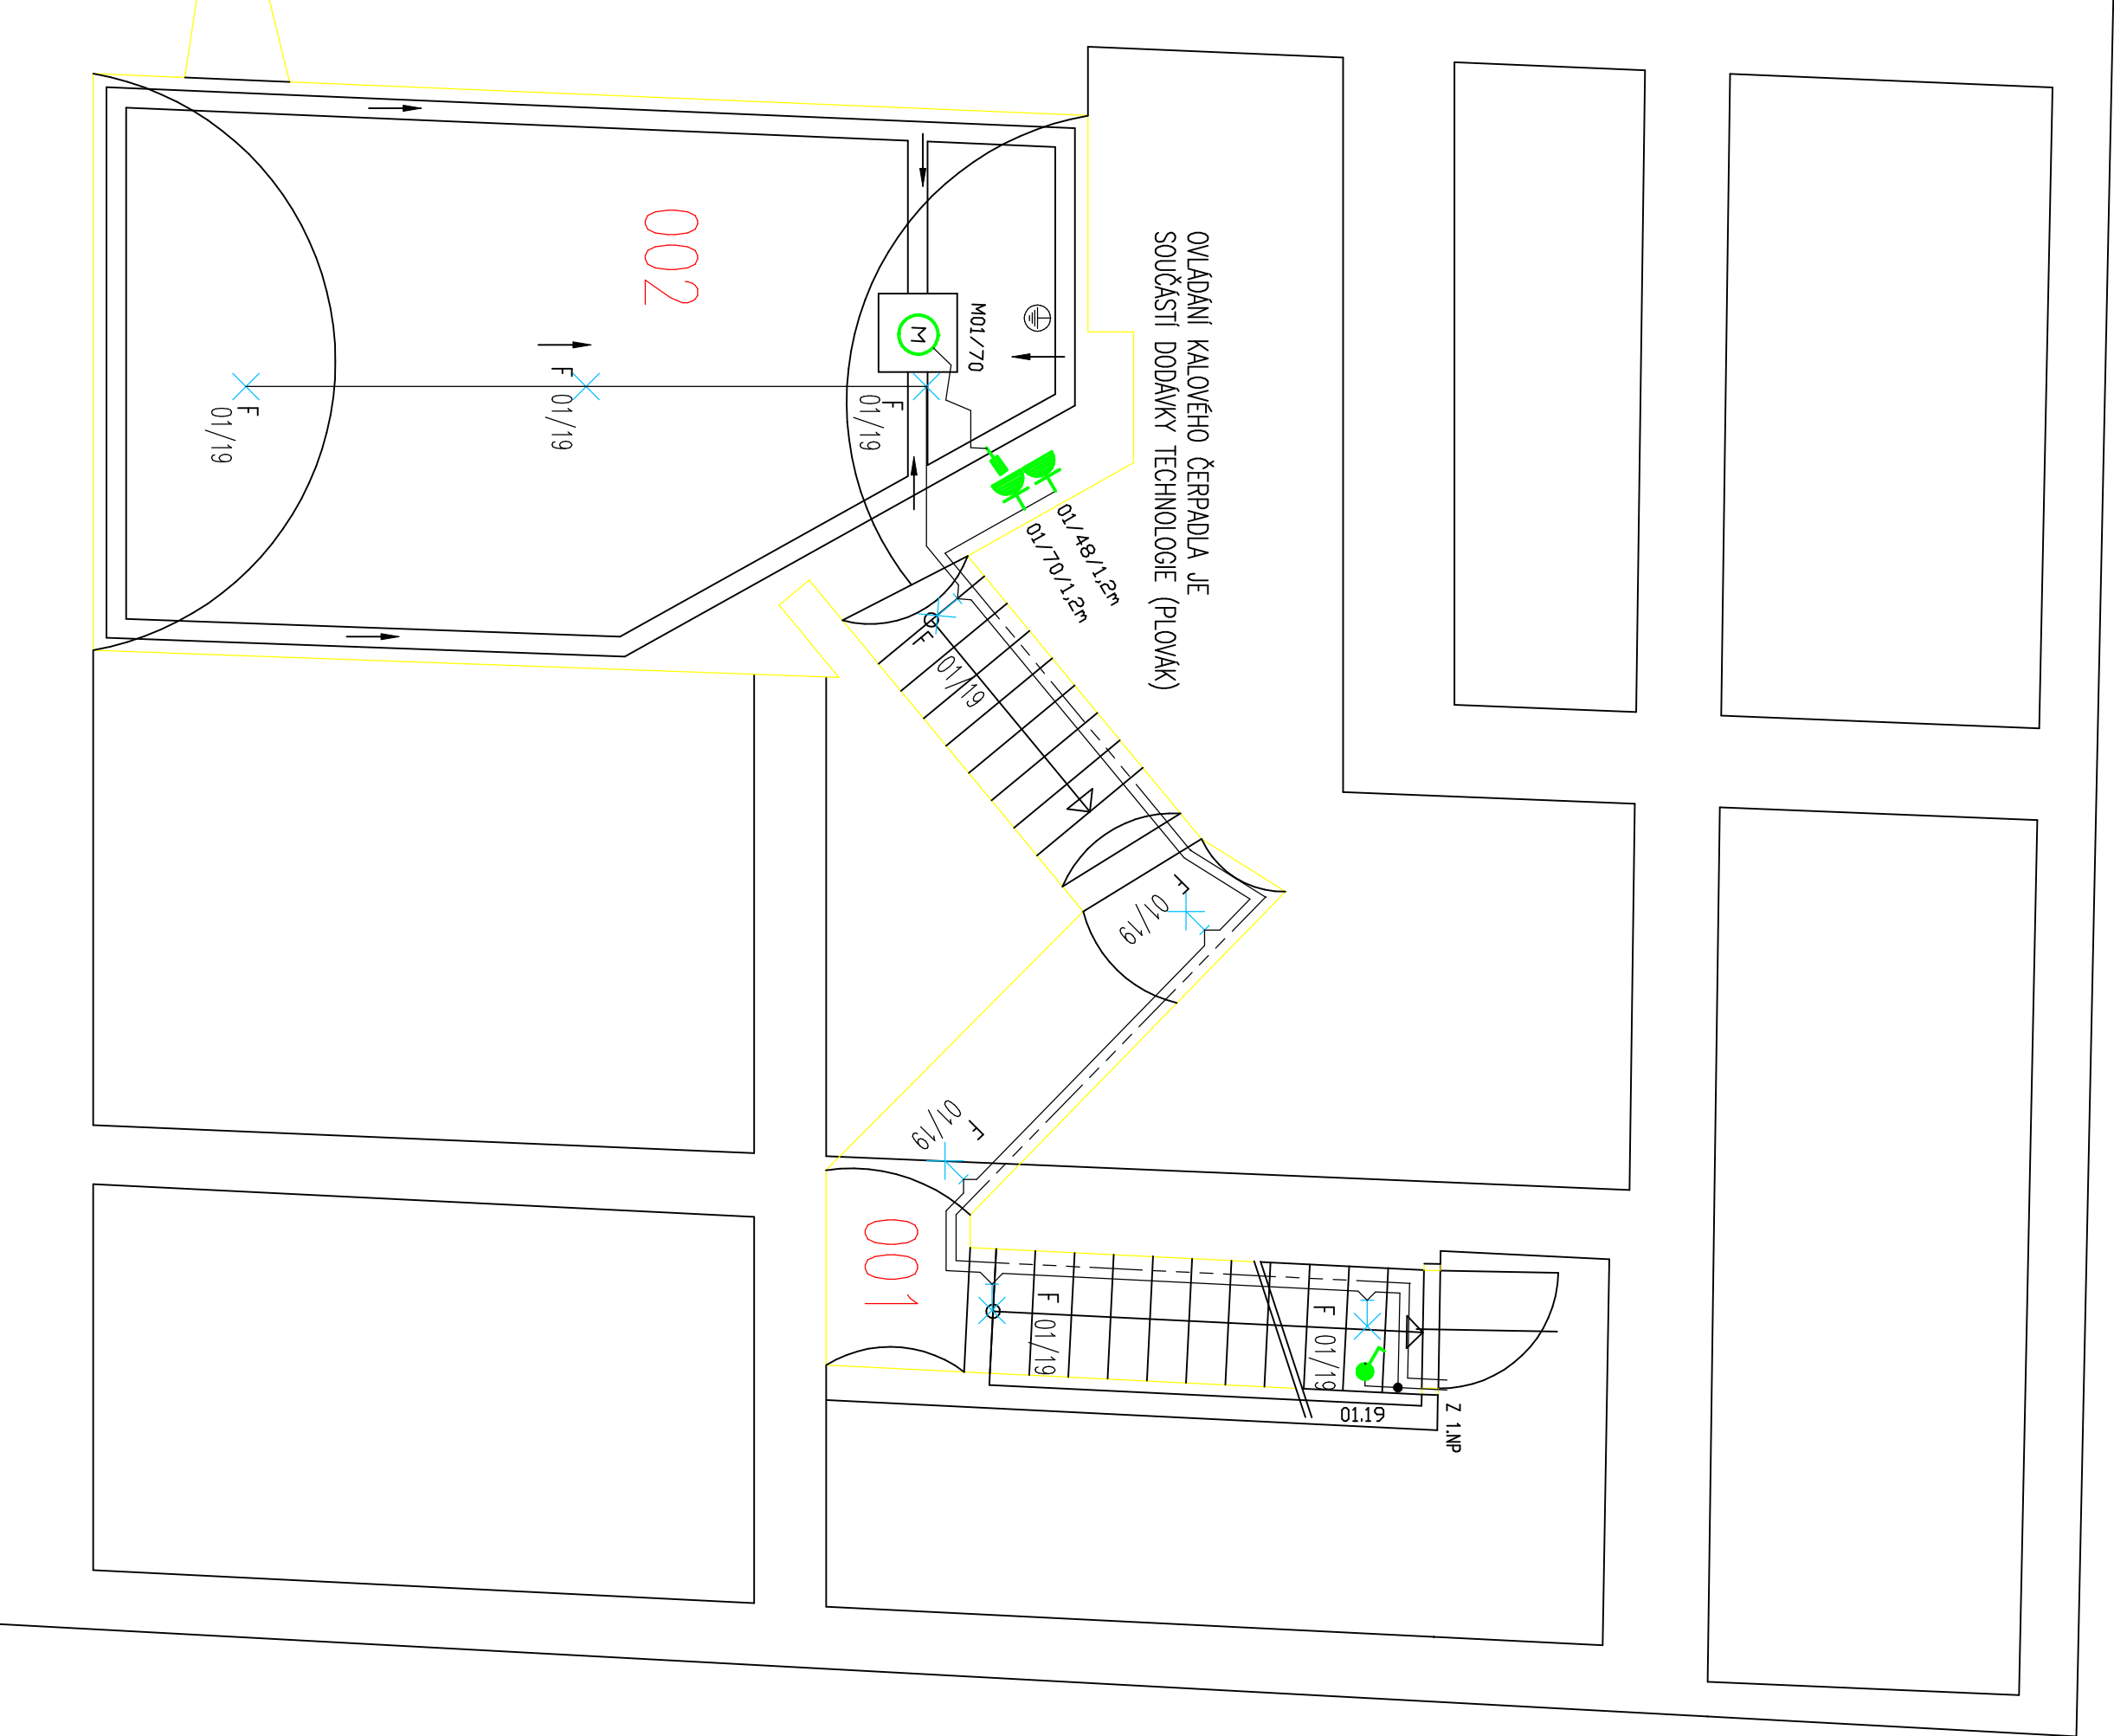 OVLÁDÁNÍ KALOVÉHO ČERPADLA JE
SOUČÁSTÍ DODÁVKY TECHNOLOGIE (PLOVÁK)
002
M01/70
M
F
01/19
F
01/19
F
01/19
01/48/1,2m
01/70/1,2m
F 01/19
F
01/19
F
01/19
001
F 01/19
F 01/19
01.19
Z 1.NP